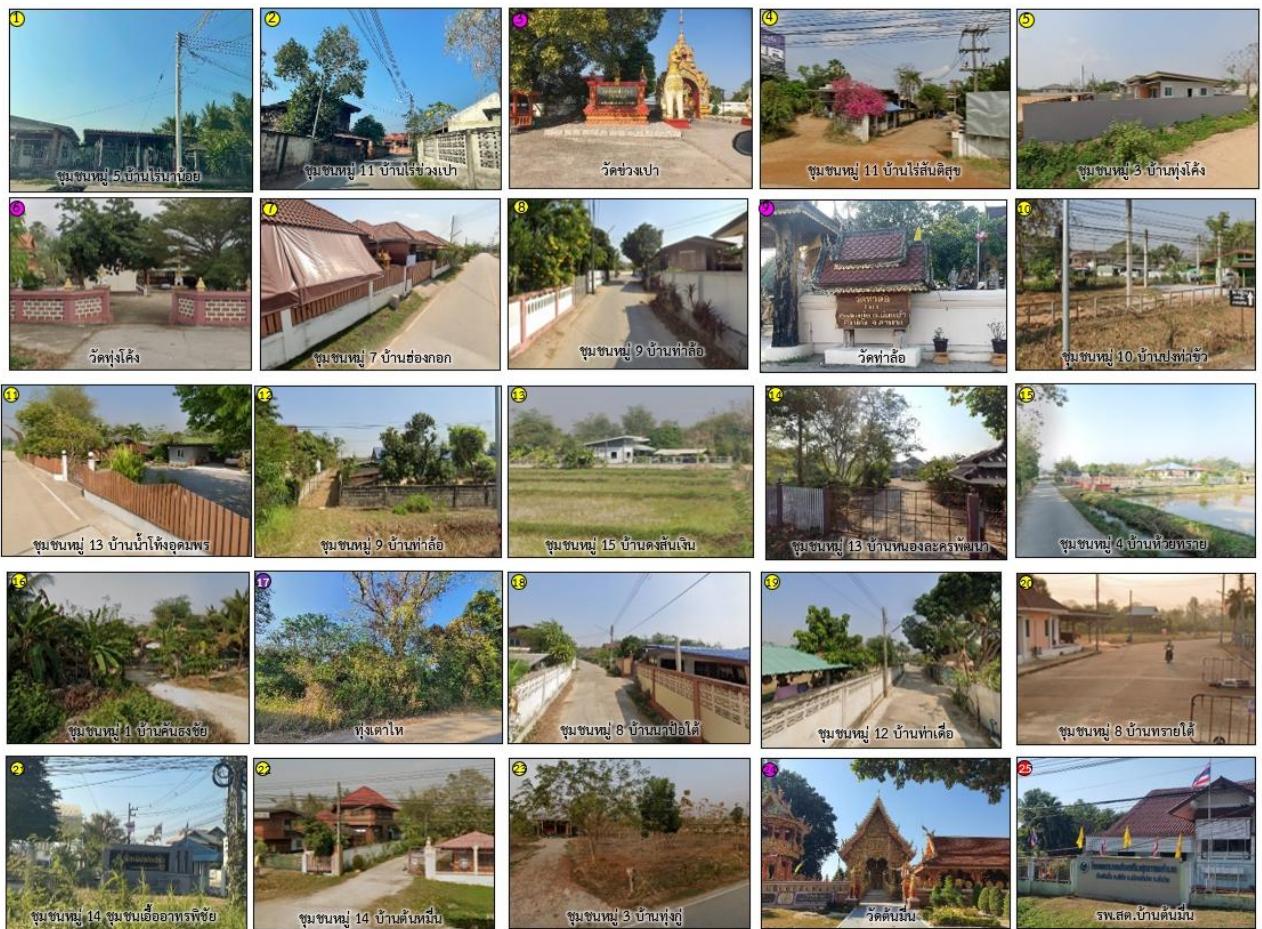 1
ชุมชนหมู่ 5 บ้านไร่นาน้อย
2
ชุมชนหมู่ 11 บ้านไร่ข่วงเปา
3
วัดข่วงเปา
4
ชุมชนหมู่ 11 บ้านไร่สันติสุข
5
ชุมชนหมู่ 3 บ้านทุ่งโค้ง
6
วัดทุ่งโค้ง
7
ชุมชนหมู่ 7 บ้านฮ่องกอก
8
ชุมชนหมู่ 9 บ้านท่าล้อ
9
วัดท่าล้อ
วัดท่าล้อ
10
ชุมชนหมู่ 10 บ้านปงท่าขัว
11
ชุมชนหมู่ 13 บ้านน้ำโท้งอุดมพร
12
ชุมชนหมู่ 9 บ้านท่าล้อ
13
ชุมชนหมู่ 15 บ้านดงสันเงิน
14
ชุมชนหมู่ 13 บ้านหนองละครพัฒนา
15
ชุมชนหมู่ 4 บ้านห้วยทราย
16
ชุมชนหมู่ 1 บ้านคันธงชัย
17
ทุ่งเตาไห
18
ชุมชนหมู่ 8 บ้านนาป้อใต้
19
ชุมชนหมู่ 12 บ้านท่าเดื่อ
20
ชุมชนหมู่ 8 บ้านทรายใต้
21
ชุมชนหมู่ 14 ชุมชนเอื้ออาทรพิชัย
22
ชุมชนหมู่ 14 บ้านต้นหมื่น
23
ชุมชนหมู่ 3 บ้านทุ่งกู่
24
วัดต้นมื่น
25
รพ.สต.บ้านต้นมื่น